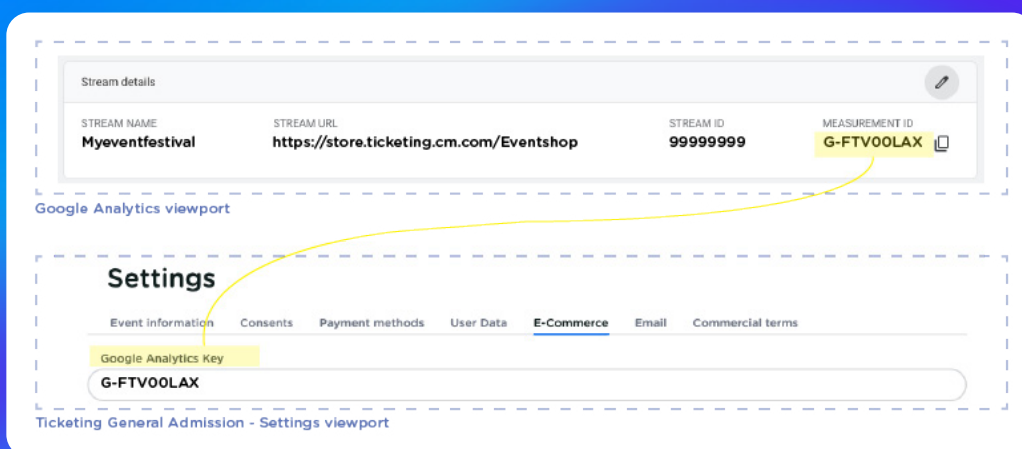 Stream details
STREAM NAME STREAM URL STREAM ID MEASUREMENT ID
Myeventfestival https://store.ticketing.cm.com/Eventshop 99999999 G-FTV00LAX
Google Analytics viewport
Settings
Event information Consents Payment methods User Data E-Commerce Email Commercial terms
Google Analytics Key
G-FTV00LAX
Ticketing General Admission - Settings viewport